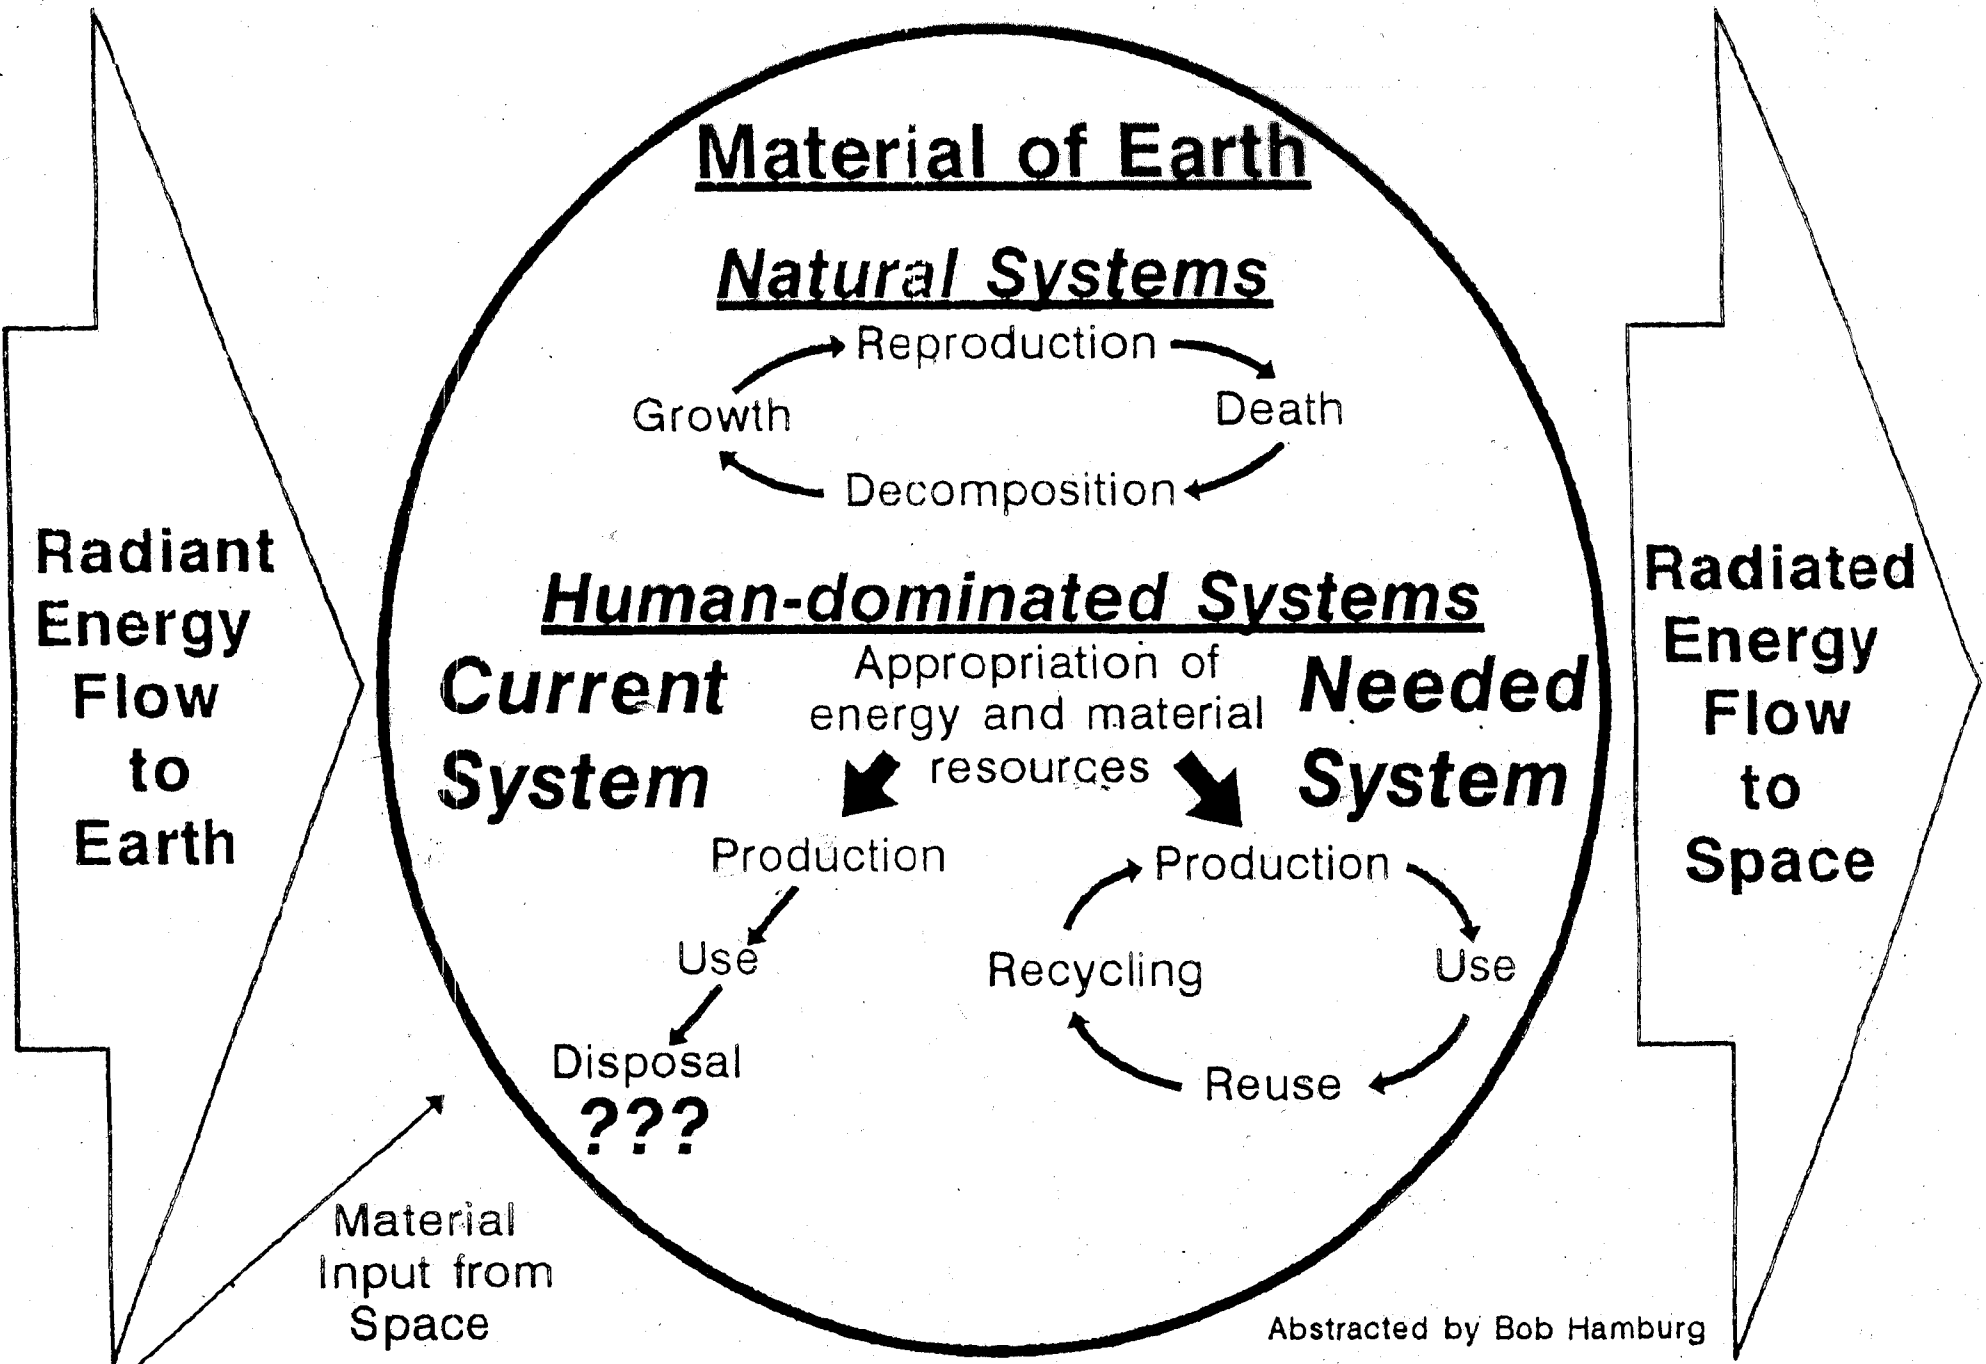 Material of Earth
Natural Systems
Reproduction
Growth
Death
Decomposition
Radiant
Energy
Flow
to
Earth
Human-dominated Systems
Current
System
Appropriation of
energy and material
resources
Needed
System
Production
Use
Disposal
???
Production
Recycling
Use
Reuse
Radiated
Energy
Flow
to
Space
Material
Input from
Space
Abstracted by Bob Hamburg